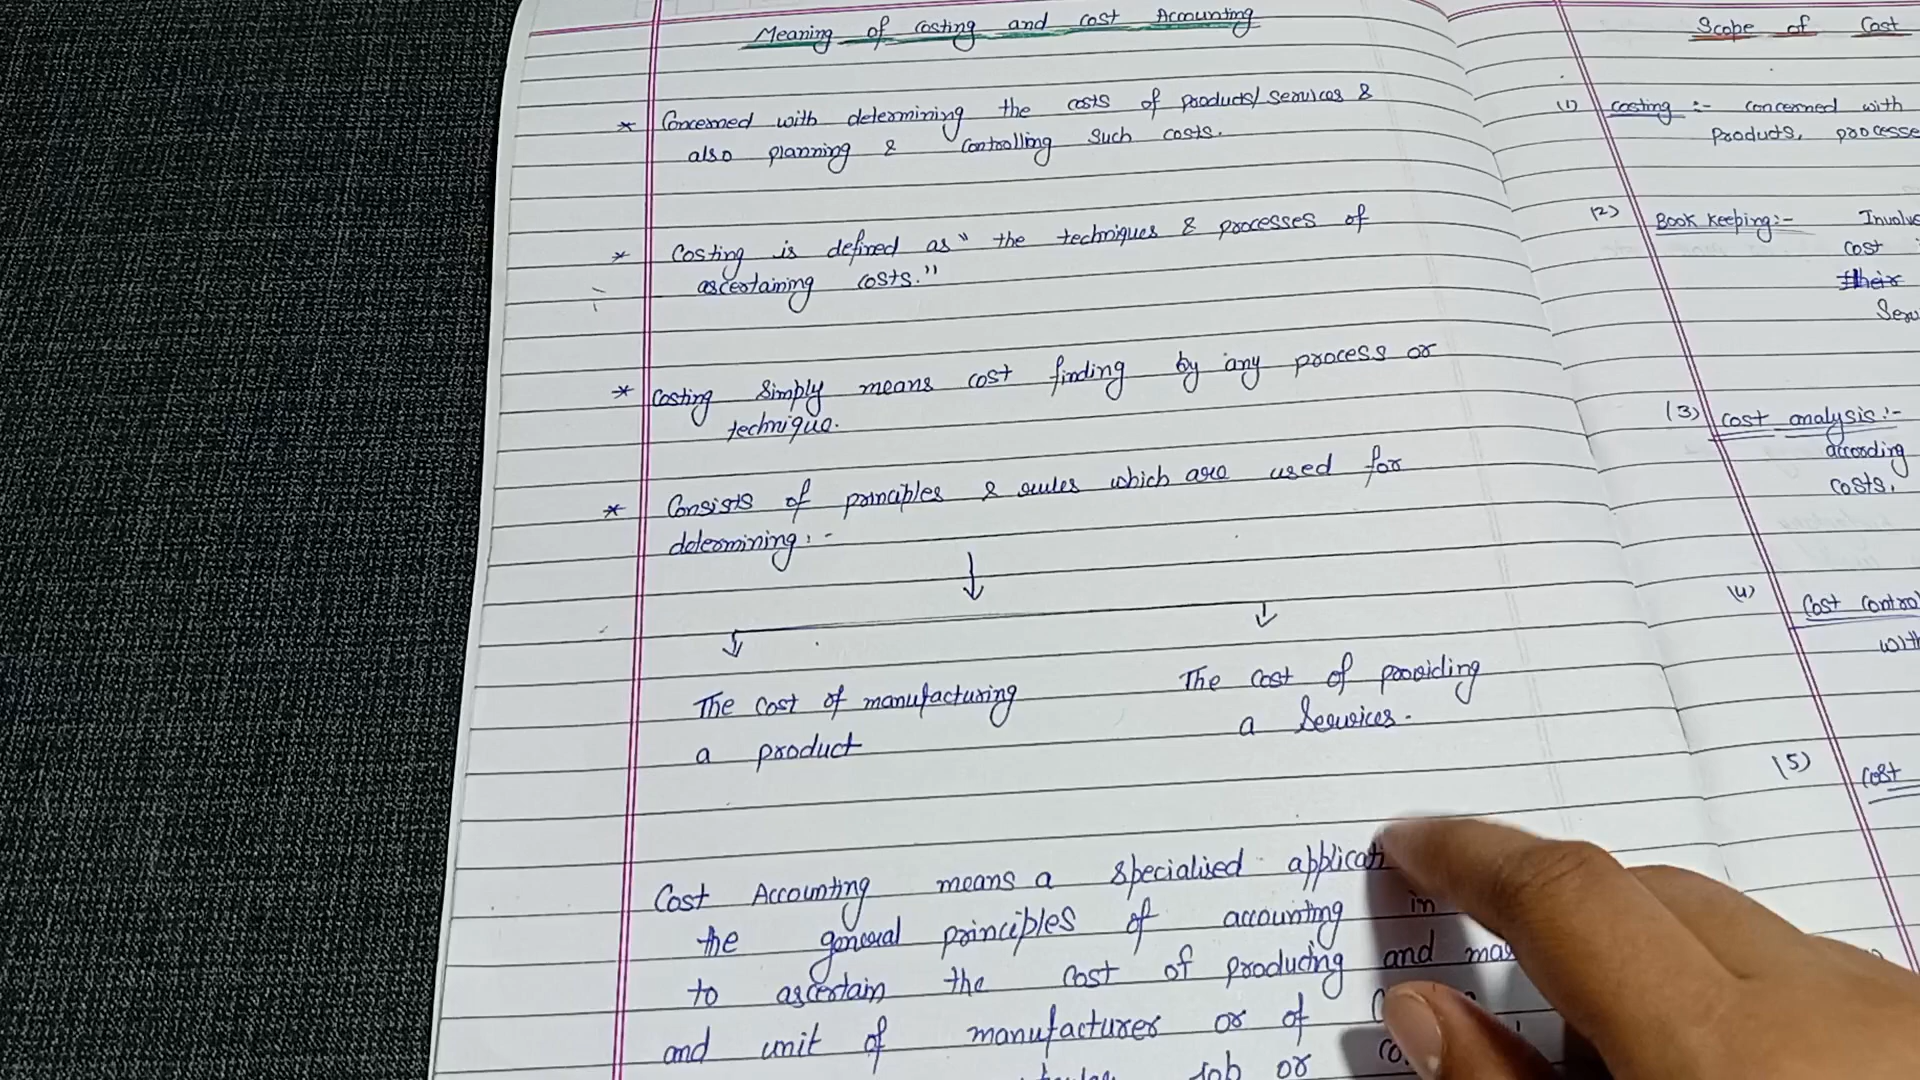 Meaning of Costing and Cost Accounting
* Concerned with determining the costs of products/services &
also planning & controlling such costs.
* Costing is defined as " the techniques & processes of
ascertaining costs."
* Costing simply means cost finding by any process or
technique.
* Consists of principles & rules which are used for
determining :-
The cost of manufacturing
a product
The cost of providing
a services.
Cost Accounting means a specialised
the general principles of accounting in
to ascertain the cost of producing and
and unit of manufacturer or of
job or
Scope of Cost
(1) Costing :- concerned with
products,
(2) Book keeping :-
cost
their
(3) Cost analysis :-
according
costs.
(4) Cost
(5) Cost